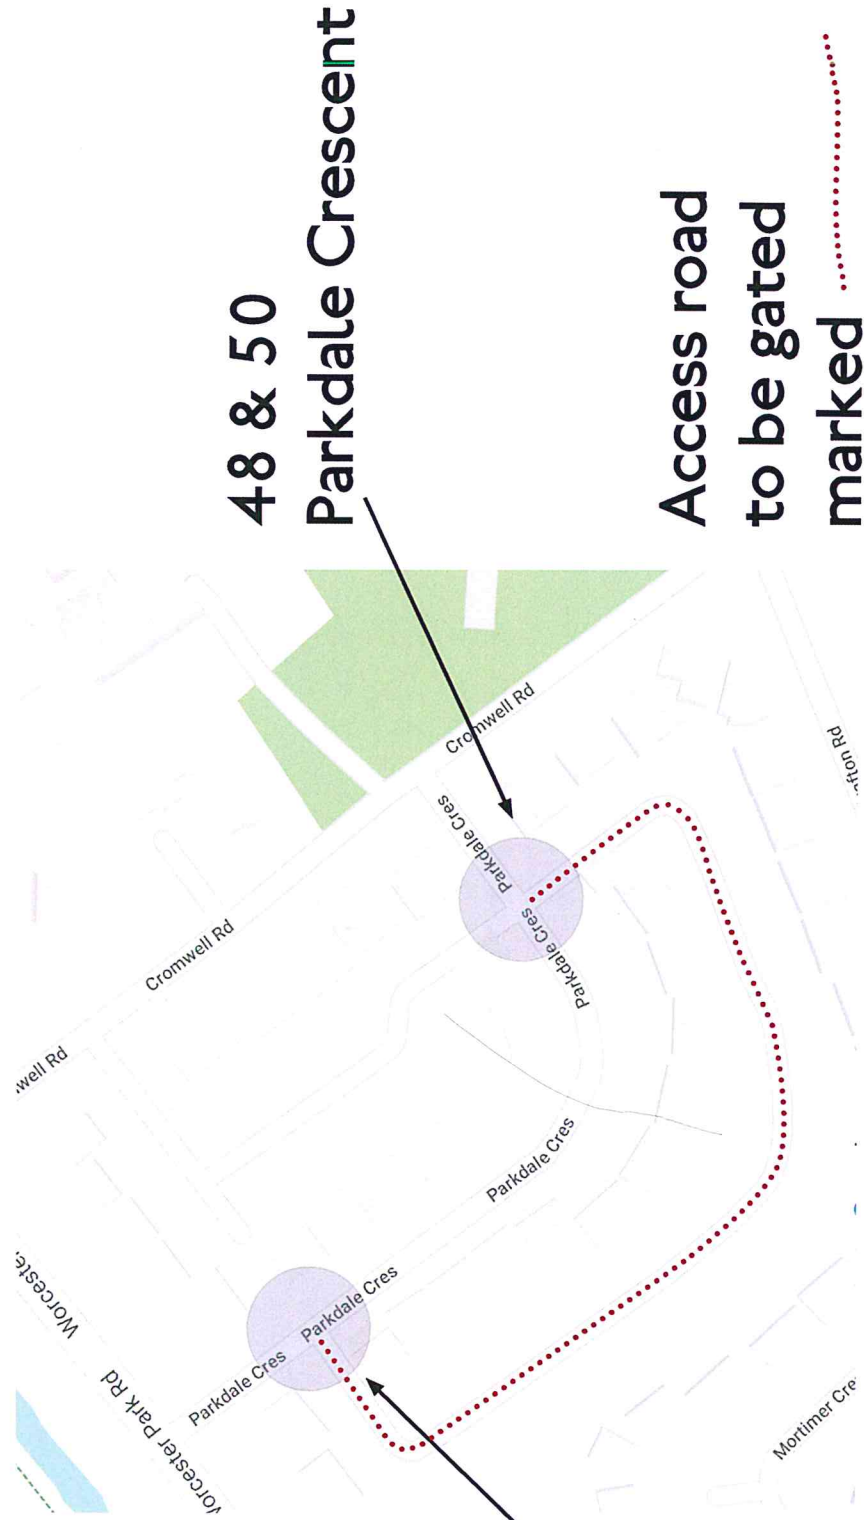 48 & 50
Parkdale Crescent
Access road
to be gated
marked
Worceste
Worcester
Park Rd
orcester
well Rd
Cromwell Rd
Cromwell Rd
Parkdale Cres
Parkdale Cres
Parkdale Cres
Parkdale Cres
Parkdale Cres
Parkdale Cres
Mortimer Cre
fton Rd